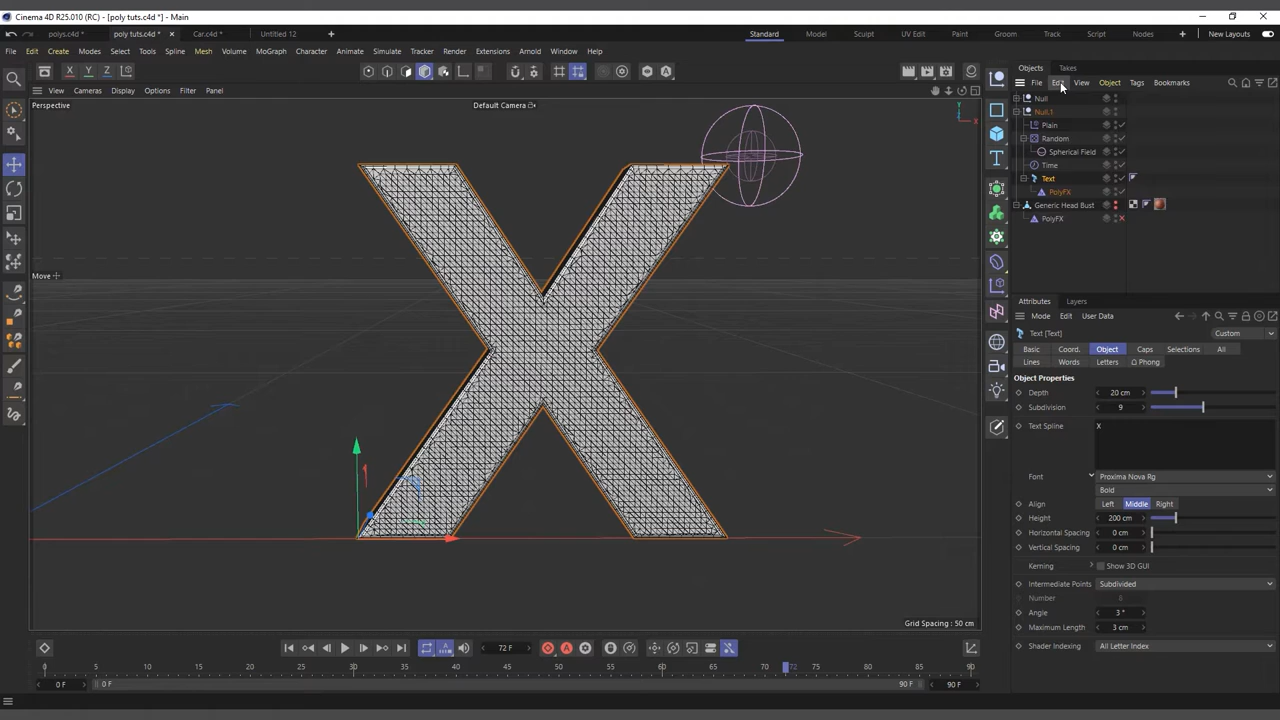 Cinema 4D R25.010 (RC) - [poly tuts.c4d *] - Main
polys.c4d * poly tuts.c4d * × Car.c4d * Untitled 12 Standard Model Sculpt UV Edit Paint Groom Track Script Nodes New Layouts
File Edit Create Modes Select Tools Mesh Volume MoGraph Character Animate Simulate Tracker Render Extensions Arnold Window Help
Objects Takes
X Y Z
File Edit View Object Tags Bookmarks
View Cameras Display Options Filter Panel
Perspective Default Camera
Y
X
Null
Null.1
Plain
Random
Spherical Field
Time
Text
PolyFX
Generic Head Bust
PolyFX
Move
Attributes Layers
Mode Edit User Data
Text [Text] Custom
Basic Coord. Object Caps Selections All
Lines Words Letters Phong
Object Properties
Depth 20 cm
Subdivision 9
Text Spline X
Font Proxima Nova Rg
Bold
Align Left Middle Right
Height 200 cm
Horizontal Spacing 0 cm
Vertical Spacing 0 cm
Kerning Show 3D GUI
Intermediate Points Subdivided
Number 8
Angle 3 °
Maximum Length 3 cm
Shader Indexing All Letter Index
Grid Spacing : 50 cm
72 F
0 5 10 15 20 25 30 35 40 45 50 55 60 65 70 72 75 80 85 90
0 F 0 F 90 F 90 F